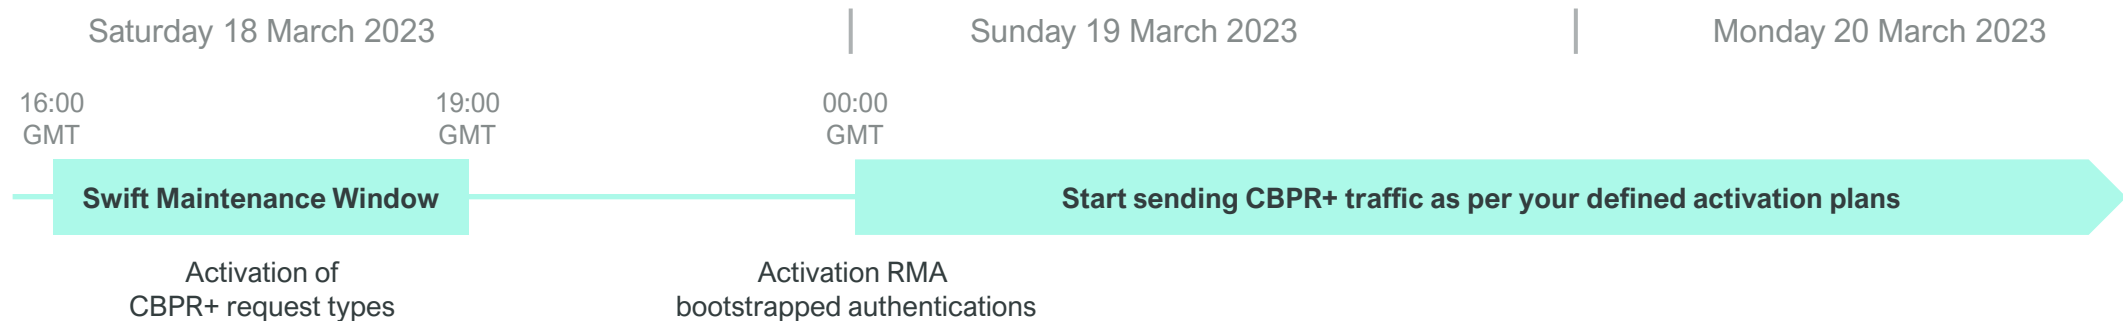 Saturday 18 March 2023
Sunday 19 March 2023
Monday 20 March 2023
16:00
GMT
19:00
GMT
00:00
GMT
Swift Maintenance Window
Start sending CBPR+ traffic as per your defined activation plans
Activation of
CBPR+ request types
Activation RMA
bootstrapped authentications